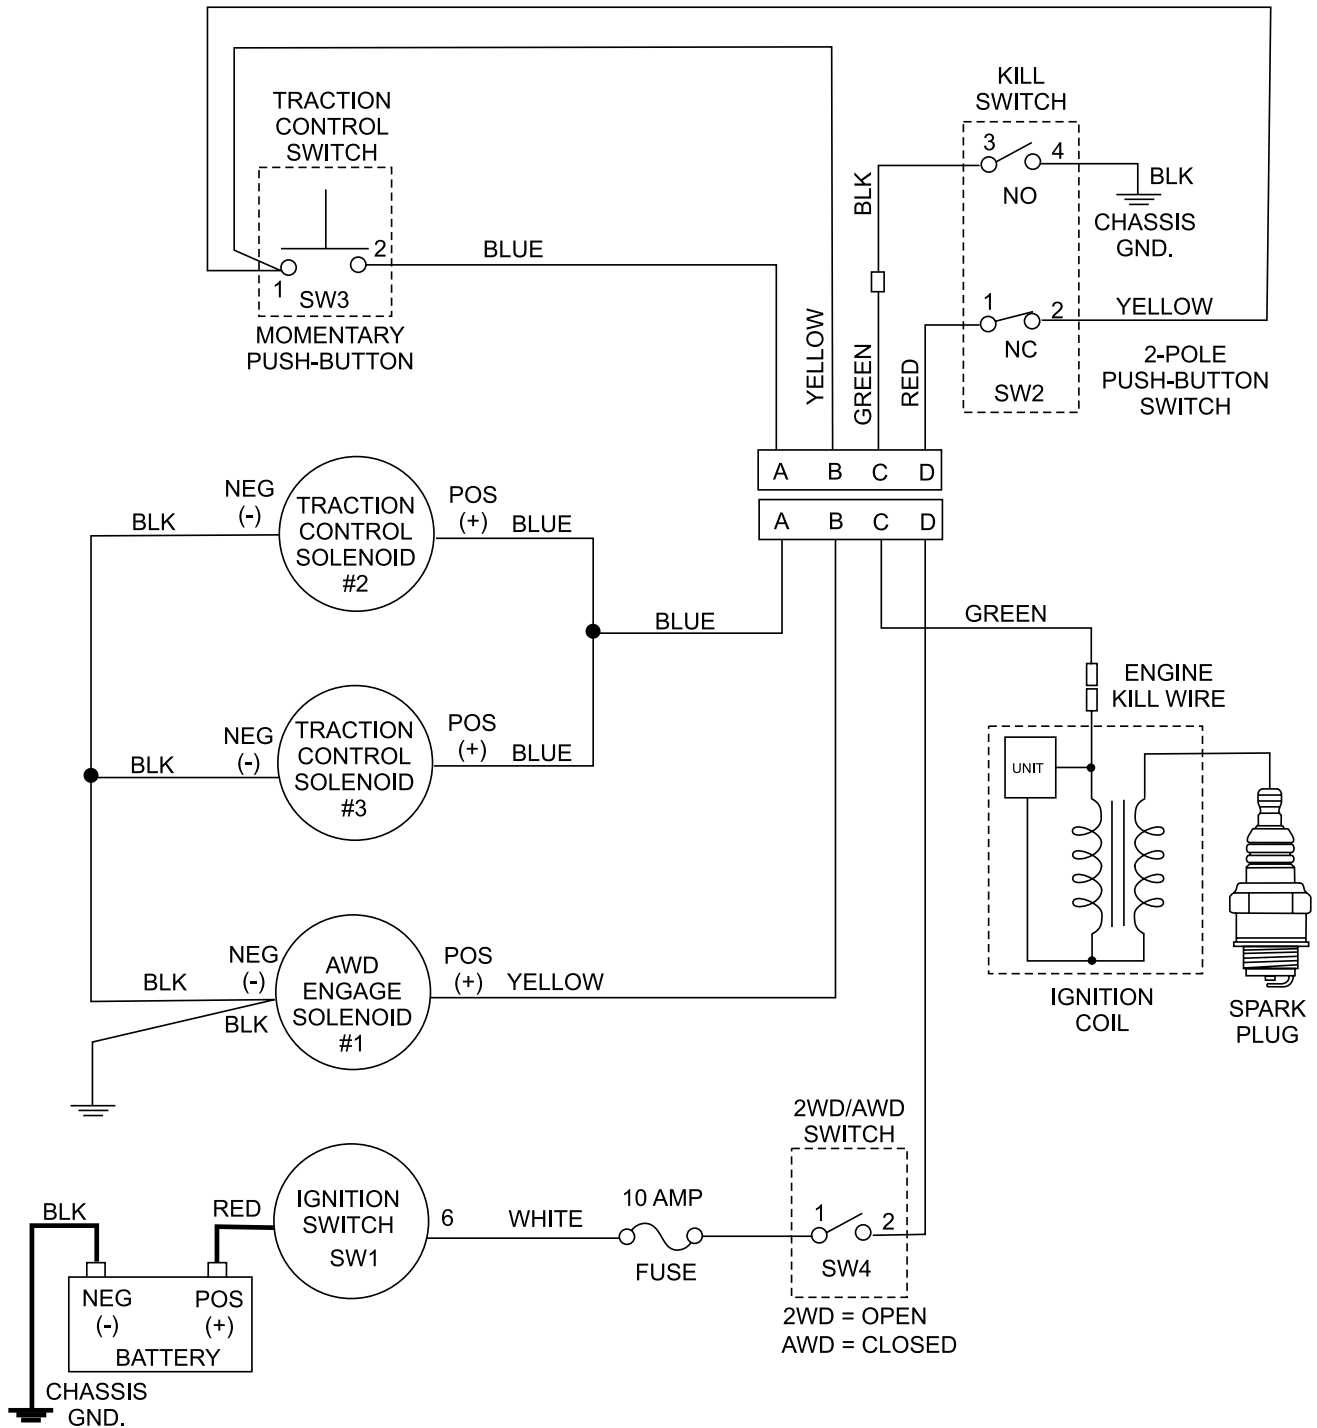 TRACTION
CONTROL
SWITCH
2
1
SW3
MOMENTARY
PUSH-BUTTON
BLUE
YELLOW
BLK
GREEN
RED
KILL
SWITCH
3
4
NO
BLK
CHASSIS
GND.
1
2
NC
SW2
YELLOW
2-POLE
PUSH-BUTTON
SWITCH
A B C D
A B C D
NEG
(-)
BLK
TRACTION
CONTROL
SOLENOID
#2
POS
(+)
BLUE
BLUE
NEG
(-)
BLK
TRACTION
CONTROL
SOLENOID
#3
POS
(+)
BLUE
GREEN
ENGINE
KILL WIRE
UNIT
IGNITION
COIL
SPARK
PLUG
NEG
(-)
BLK
BLK
AWD
ENGAGE
SOLENOID
#1
POS
(+)
YELLOW
BLK
RED
IGNITION
SWITCH
SW1
6
WHITE
10 AMP
FUSE
2WD/AWD
SWITCH
1
2
SW4
2WD = OPEN
AWD = CLOSED
NEG
(-)
POS
(+)
BATTERY
CHASSIS
GND.